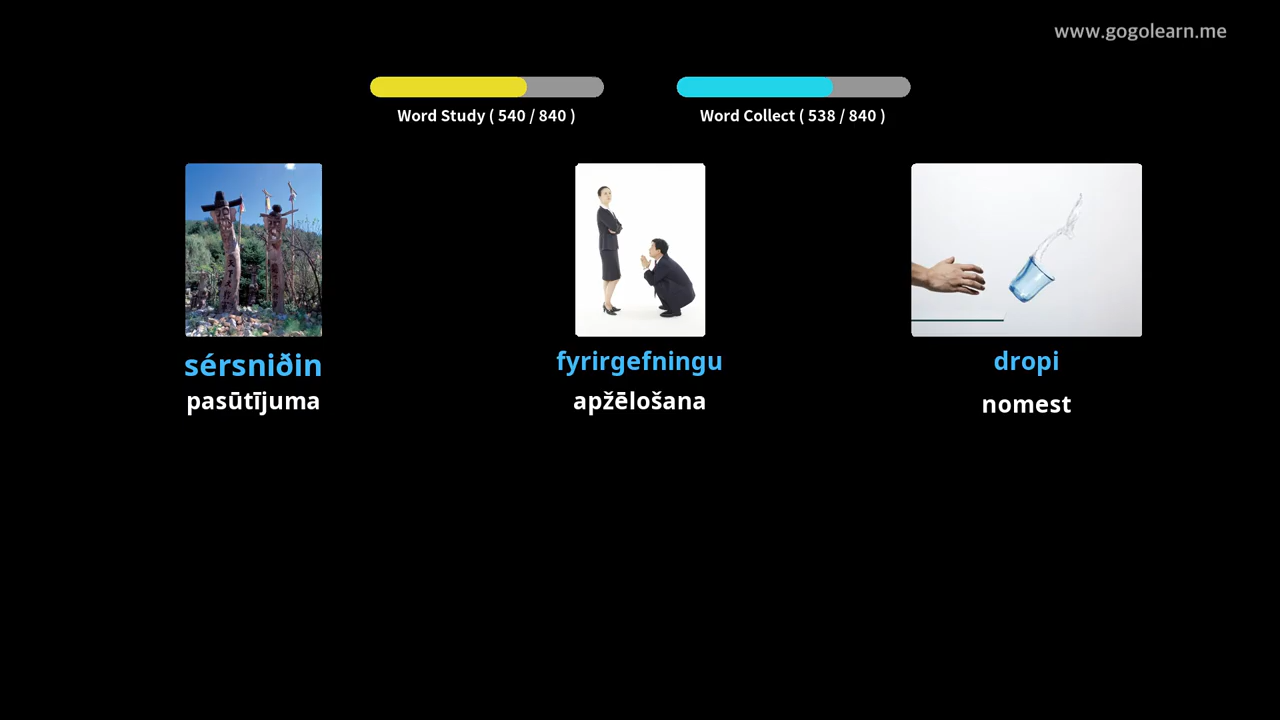 www.gogolearn.me
Word Study ( 540 / 840 )
Word Collect ( 538 / 840 )
sérsniðin
fyrirgefningu
dropi
pasūtījuma
apžēlošana
nomest